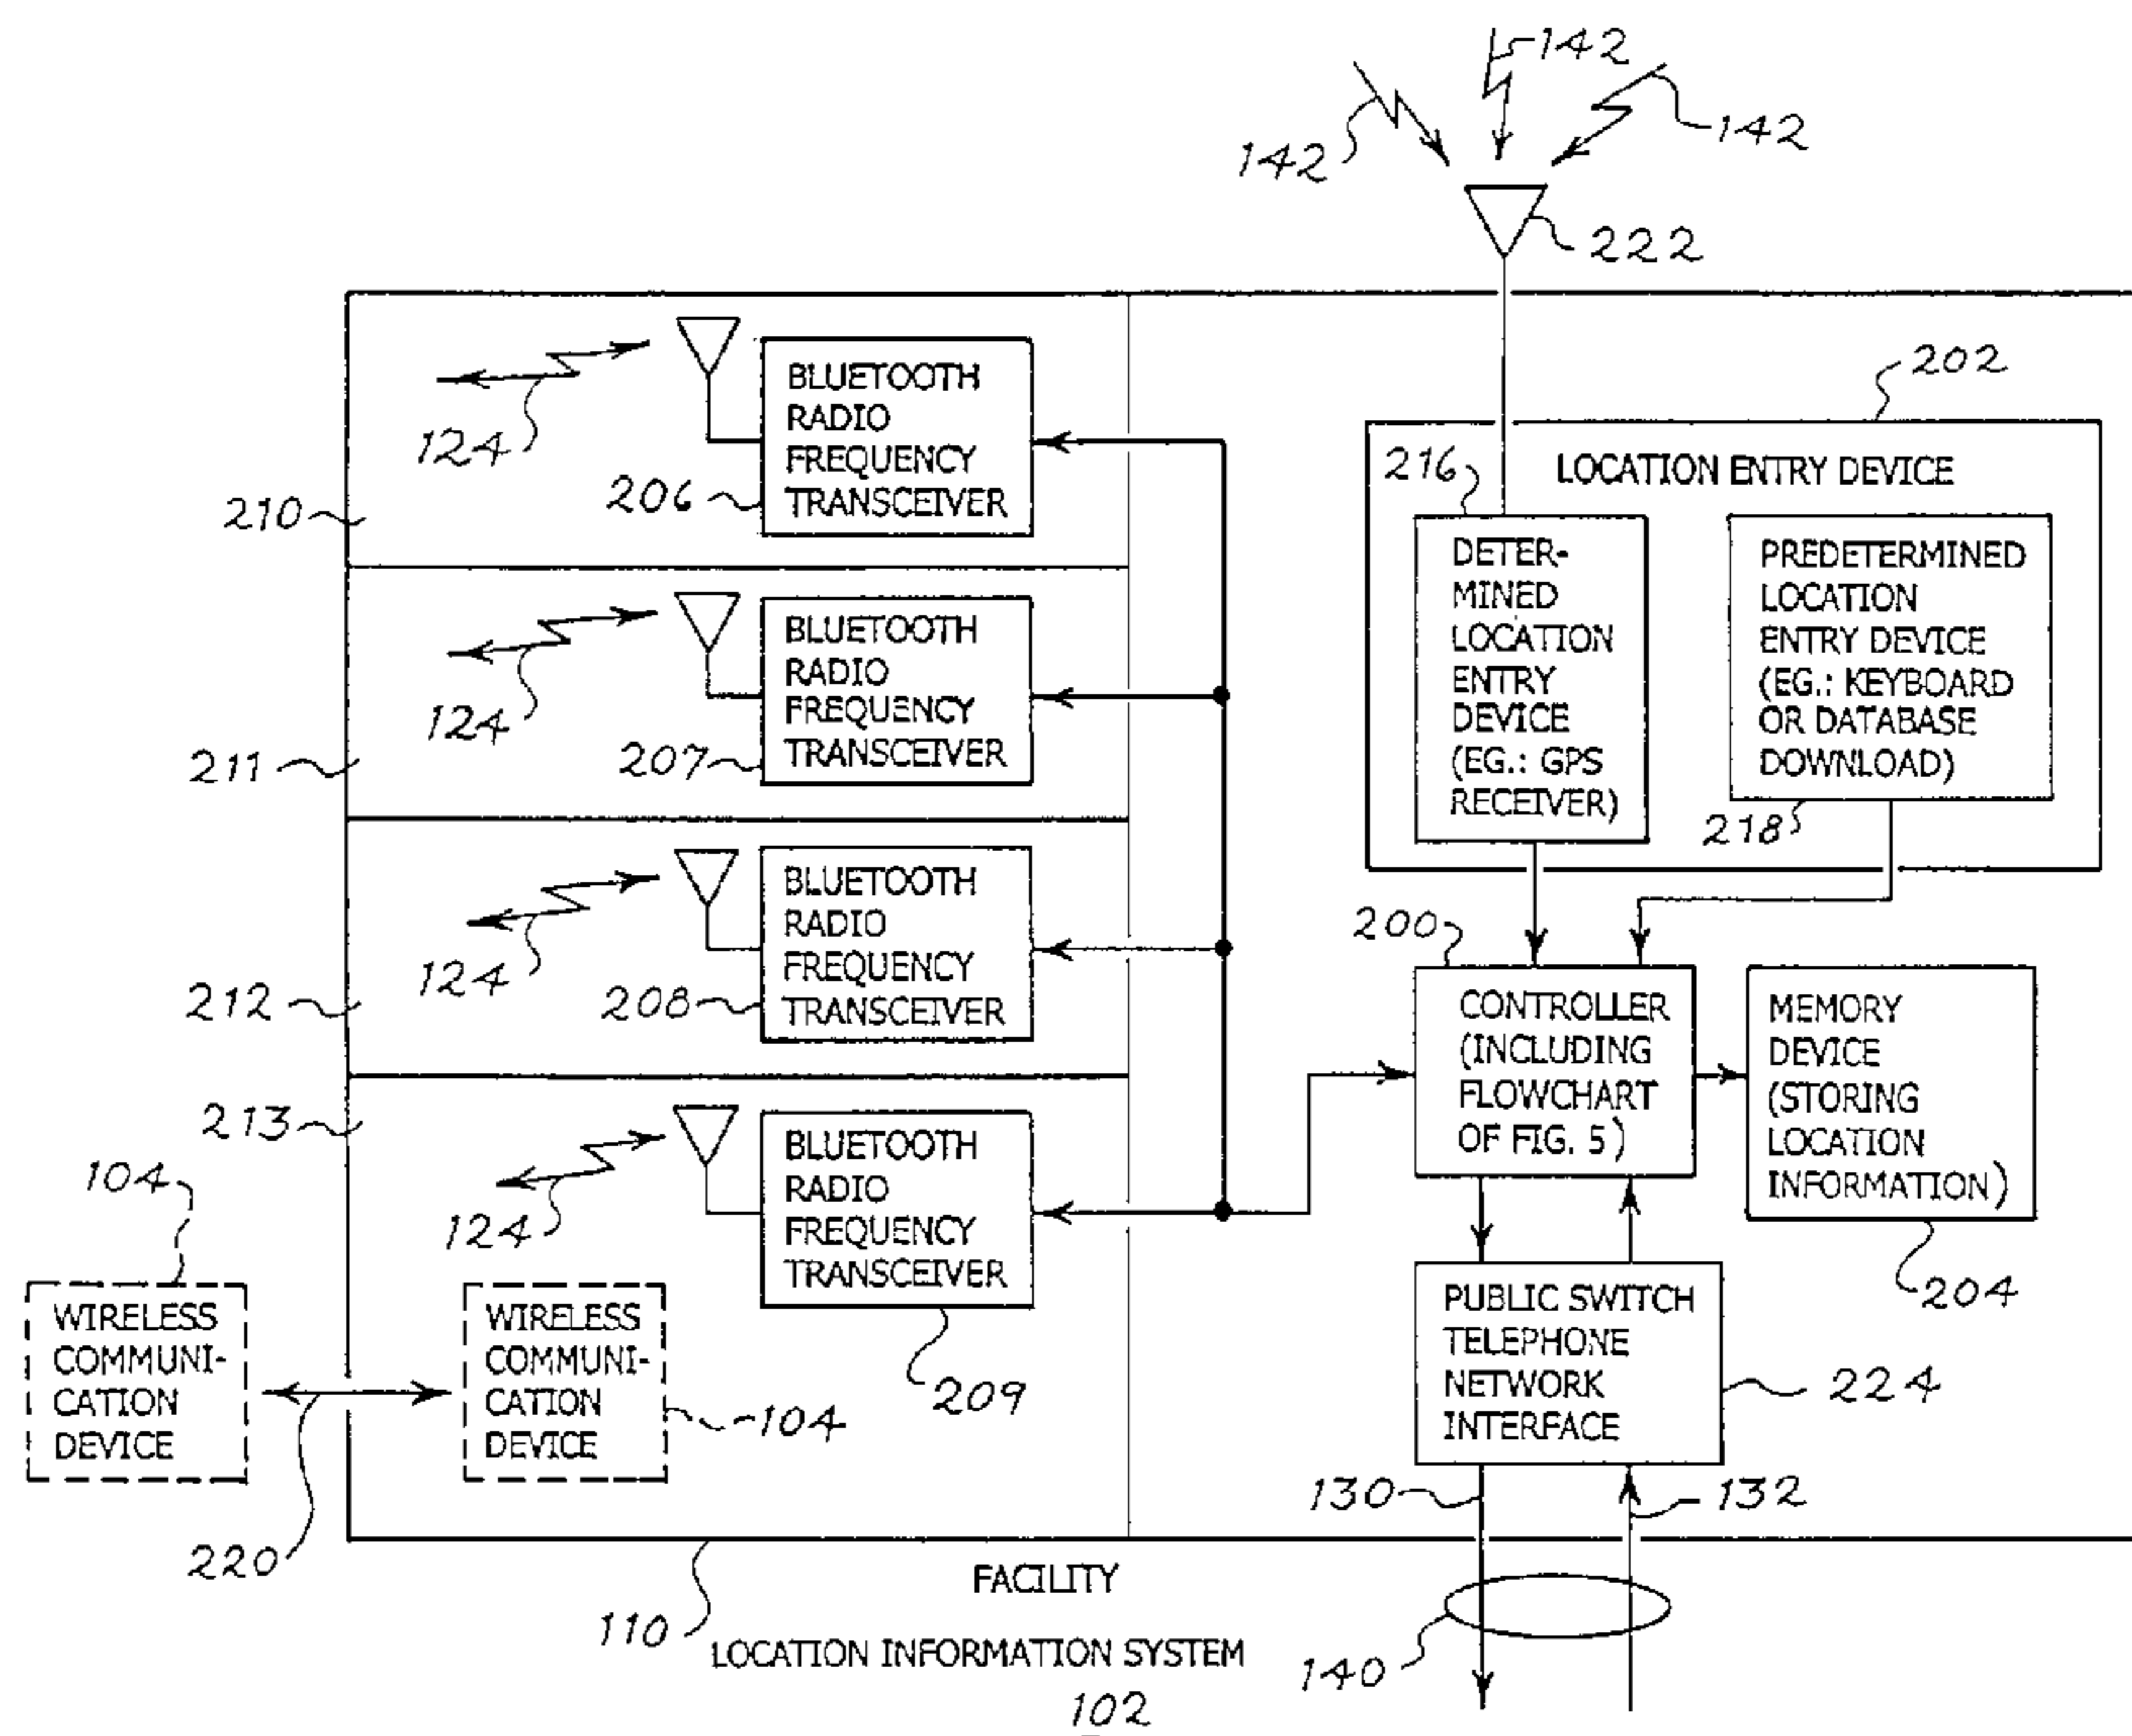 142
142
142
222
202
LOCATION ENTRY DEVICE
216
DETER-
MINED
LOCATION
ENTRY
DEVICE
(EG.: GPS
RECEIVER)
PREDETERMINED
LOCATION
ENTRY DEVICE
(EG.: KEYBOARD
OR DATABASE
DOWNLOAD)
218
BLUETOOTH
RADIO
FREQUENCY
TRANSCEIVER
124
206
210
BLUETOOTH
RADIO
FREQUENCY
TRANSCEIVER
124
207
211
BLUETOOTH
RADIO
FREQUENCY
TRANSCEIVER
124
208
212
213
BLUETOOTH
RADIO
FREQUENCY
TRANSCEIVER
124
209
200
CONTROLLER
(INCLUDING
FLOWCHART
OF FIG. 5)
MEMORY
DEVICE
(STORING
LOCATION
INFORMATION)
204
104
WIRELESS
COMMUNI-
CATION
DEVICE
WIRELESS
COMMUNI-
CATION
DEVICE
104
220
PUBLIC SWITCH
TELEPHONE
NETWORK
INTERFACE
224
130
132
140
FACILITY
110
LOCATION INFORMATION SYSTEM
102